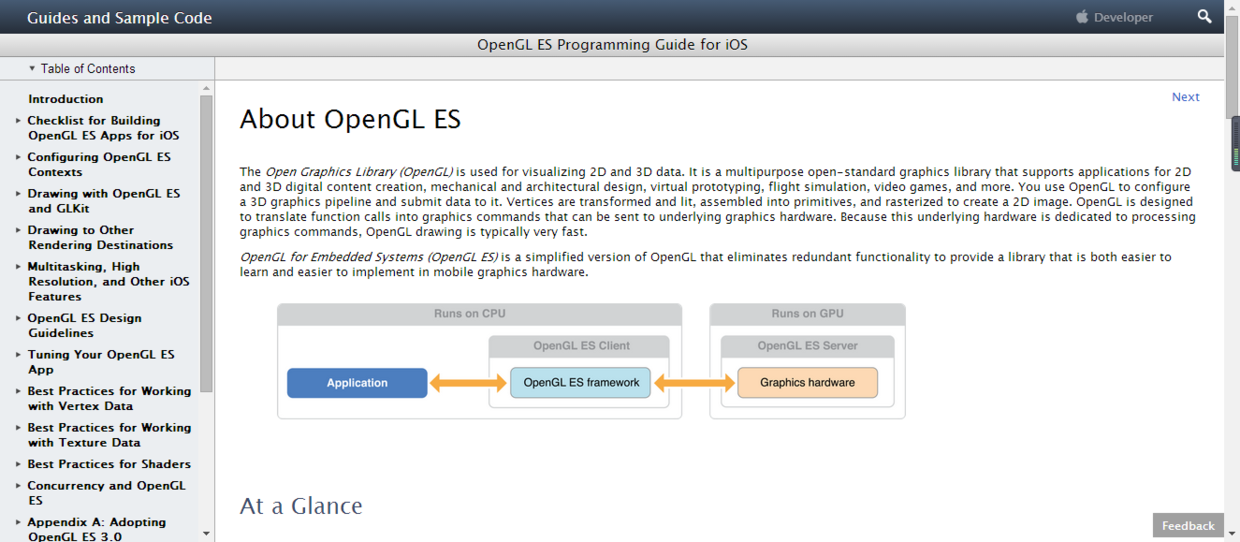 Guides and Sample Code
Developer
OpenGL ES Programming Guide for iOS
Table of Contents
Introduction
Checklist for Building
OpenGL ES Apps for iOS
Configuring OpenGL ES
Contexts
Drawing with OpenGL ES
and GLKit
Drawing to Other
Rendering Destinations
Multitasking, High
Resolution, and Other iOS
Features
OpenGL ES Design
Guidelines
Tuning Your OpenGL ES
App
Best Practices for Working
with Vertex Data
Best Practices for Working
with Texture Data
Best Practices for Shaders
Concurrency and OpenGL
ES
Appendix A: Adopting
OpenGL ES 3.0
Next
About OpenGL ES
The Open Graphics Library (OpenGL) is used for visualizing 2D and 3D data. It is a multipurpose open-standard graphics library that supports applications for 2D
and 3D digital content creation, mechanical and architectural design, virtual prototyping, flight simulation, video games, and more. You use OpenGL to configure
a 3D graphics pipeline and submit data to it. Vertices are transformed and lit, assembled into primitives, and rasterized to create a 2D image. OpenGL is designed
to translate function calls into graphics commands that can be sent to underlying graphics hardware. Because this underlying hardware is dedicated to processing
graphics commands, OpenGL drawing is typically very fast.
OpenGL for Embedded Systems (OpenGL ES) is a simplified version of OpenGL that eliminates redundant functionality to provide a library that is both easier to
learn and easier to implement in mobile graphics hardware.
Runs on CPU
Runs on GPU
OpenGL ES Client
OpenGL ES Server
Application
OpenGL ES framework
Graphics hardware
At a Glance
Feedback